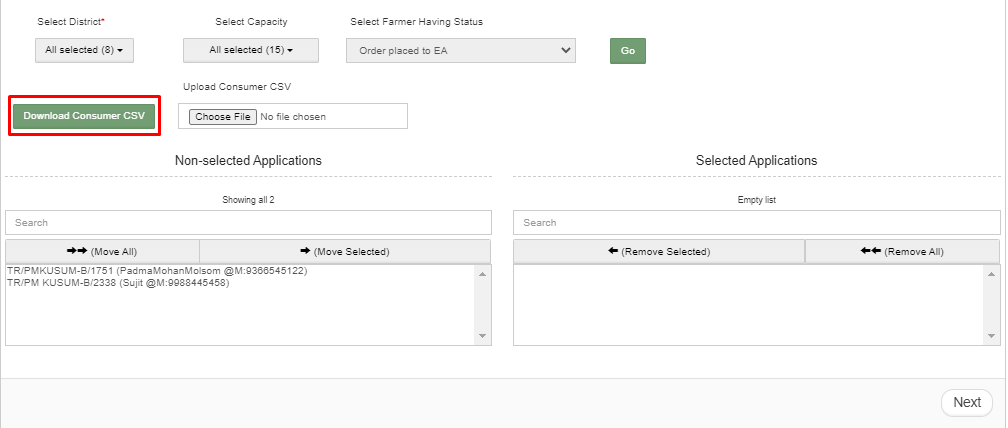 Select District*
Select Capacity
Select Farmer Having Status
All selected (8)
All selected (15)
Order placed to EA
Go
Upload Consumer CSV
Download Consumer CSV
Choose File No file chosen
Non-selected Applications
Selected Applications
Showing all 2
Empty list
Search
Search
(Move All)
(Move Selected)
(Remove Selected)
(Remove All)
TR/PMKUSUM-B/1751 (PadmaMohanMolsom @M:9366545122)
TR/PM KUSUM-B/2338 (Sujit @M:9988445458)
Next